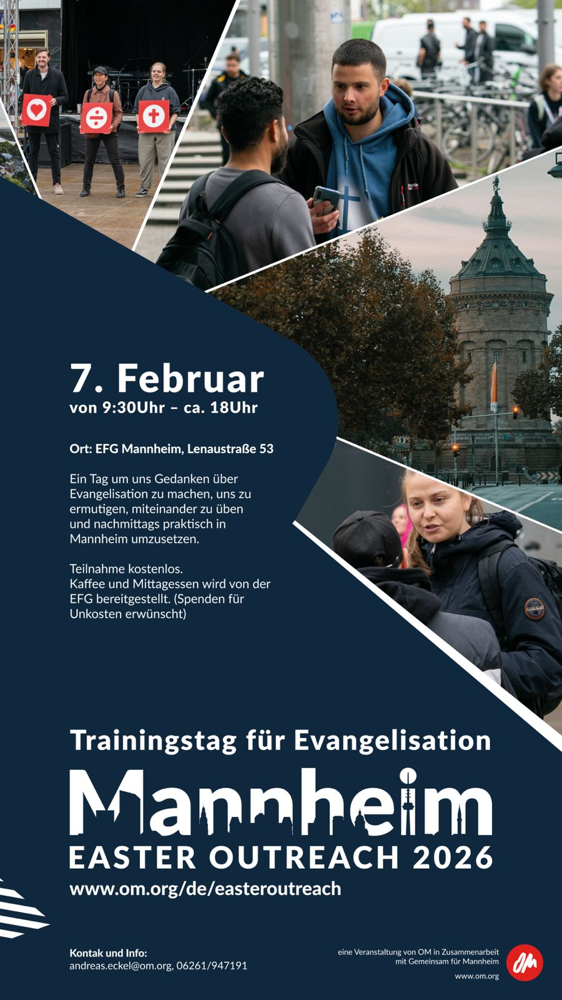 7. Februar
von 9:30Uhr – ca. 18Uhr
Ort: EFG Mannheim, Lenaustraße 53
Ein Tag um uns Gedanken über
Evangelisation zu machen, uns zu
ermutigen, miteinander zu üben
und nachmittags praktisch in
Mannheim umzusetzen.
Teilnahme kostenlos.
Kaffee und Mittagessen wird von der
EFG bereitgestellt. (Spenden für
Unkosten erwünscht)
Trainingstag für Evangelisation
Mannheim
EASTER OUTREACH 2026
www.om.org/de/easteroutreach
Kontak und Info:
andreas.eckel@om.org, 06261/947191
eine Veranstaltung von OM in Zusammenarbeit
mit Gemeinsam für Mannheim
www.om.org
OM